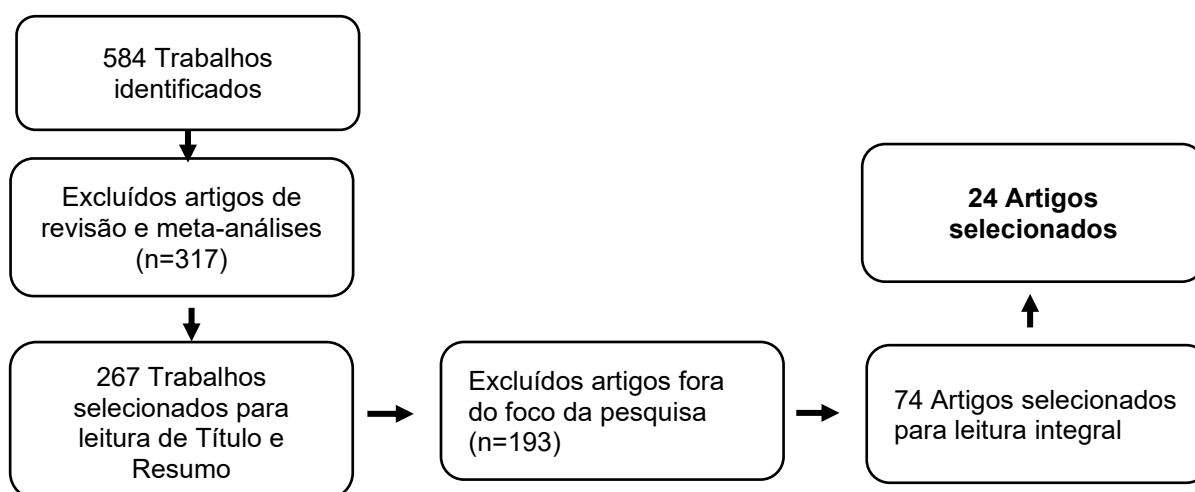 584 Trabalhos
identificados
Excluídos artigos de
revisão e meta-análises
(n=317)
267 Trabalhos
selecionados para
leitura de Título e
Resumo
Excluídos artigos fora
do foco da pesquisa
(n=193)
74 Artigos selecionados
para leitura integral
24 Artigos
selecionados